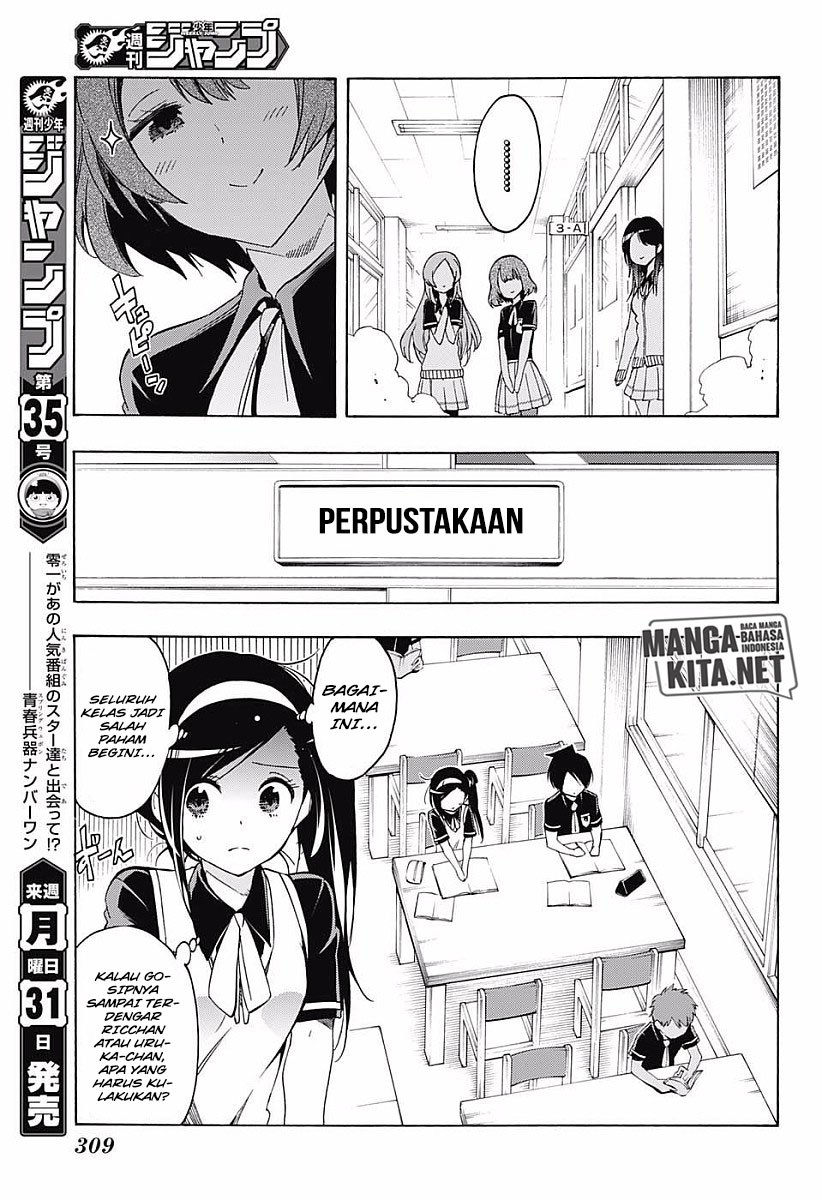 週刊
少年
ジャンプ
3-A
............
キュピーン
PERPUSTAKAAN
MANGA-
KITA.NET
BACA MANGA
BAHASA
INDONESIA
BAGAI-
MANA
INI...
SELURUH
KELAS JADI
SALAH
PAHAM
BEGINI...
ずーん
KALAU GO-
SIPNYA
SAMPAI TER-
DENGAR
RICCHAN
ATAU URU-
KA-CHAN,
APA YANG
HARUS KU-
LAKUKAN?
週刊少年
ジャンプ
第
35
号
零一があの人気番組のスター達と出会って!?
青春兵器ナンバーワン
来週
月
曜日
31
日
発売
309